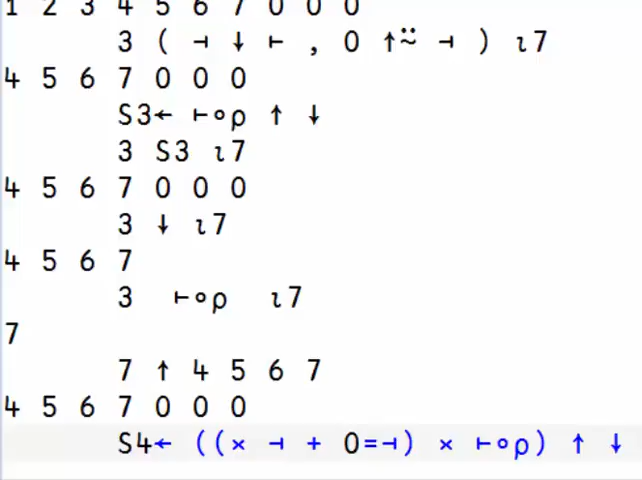 1 2 3 4 5 6 7 0 0 0
3 ( ⊣ ↓ ⊢ , 0 ↑⍨ ⊣ ) ⍳7
4 5 6 7 0 0 0
S3← ⊢∘⍴ ↑ ↓
3 S3 ⍳7
4 5 6 7 0 0 0
3 ↓ ⍳7
4 5 6 7
3 ⊢∘⍴ ⍳7
7
7 ↑ 4 5 6 7
4 5 6 7 0 0 0
S4← ((× ⊣ + 0=⊣) × ⊢∘⍴) ↑ ↓